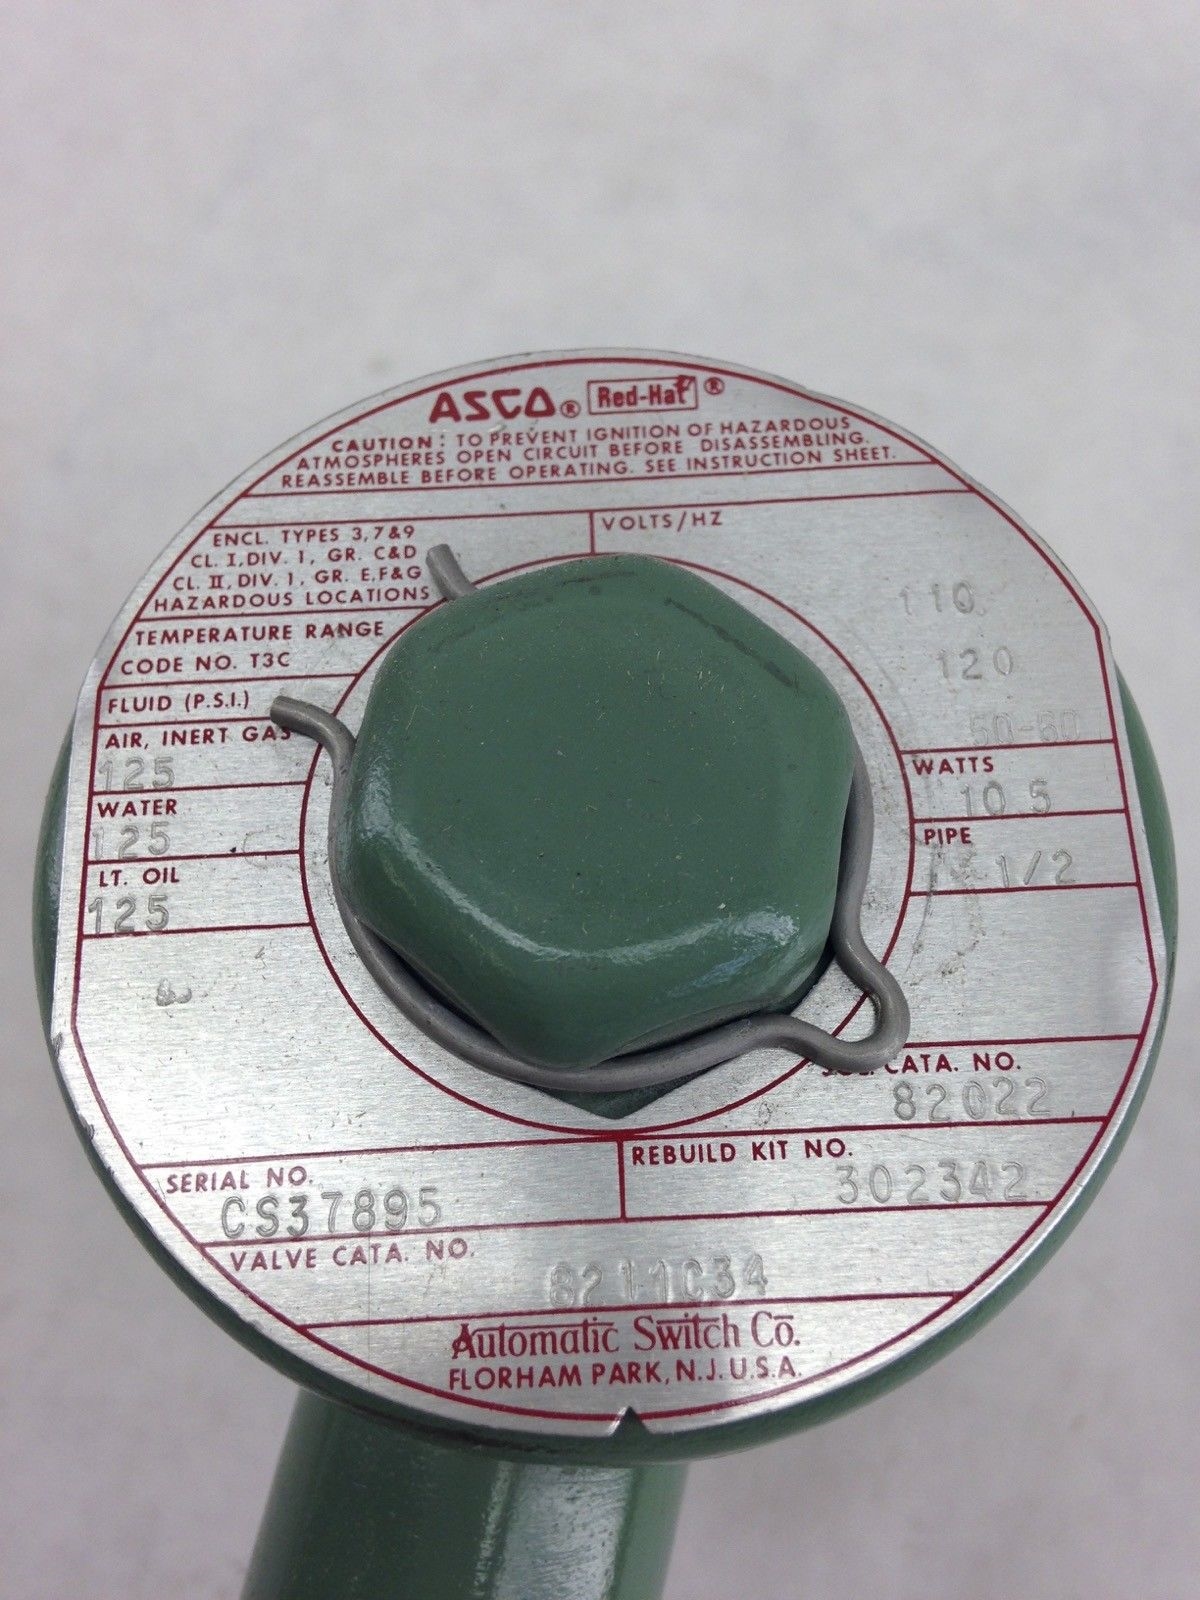 ASCO® Red-Hat®
CAUTION: TO PREVENT IGNITION OF HAZARDOUS
ATMOSPHERES OPEN CIRCUIT BEFORE DISASSEMBLING.
REASSEMBLE BEFORE OPERATING. SEE INSTRUCTION SHEET.
ENCL. TYPES 3,7&9
CL. I, DIV. 1, GR. C&D
CL. II, DIV. 1, GR. E,F&G
HAZARDOUS LOCATIONS
TEMPERATURE RANGE
CODE NO. T3C
FLUID (P.S.I.)
AIR, INERT GAS
125
WATER
125
LT. OIL
125
VOLTS/HZ
110
120
50-60
WATTS
10 5
PIPE
1/2
CATA. NO.
82022
SERIAL NO.
CS37895
REBUILD KIT NO.
302342
VALVE CATA. NO.
8211C34
Automatic Switch Co.
FLORHAM PARK, N.J. U.S.A.